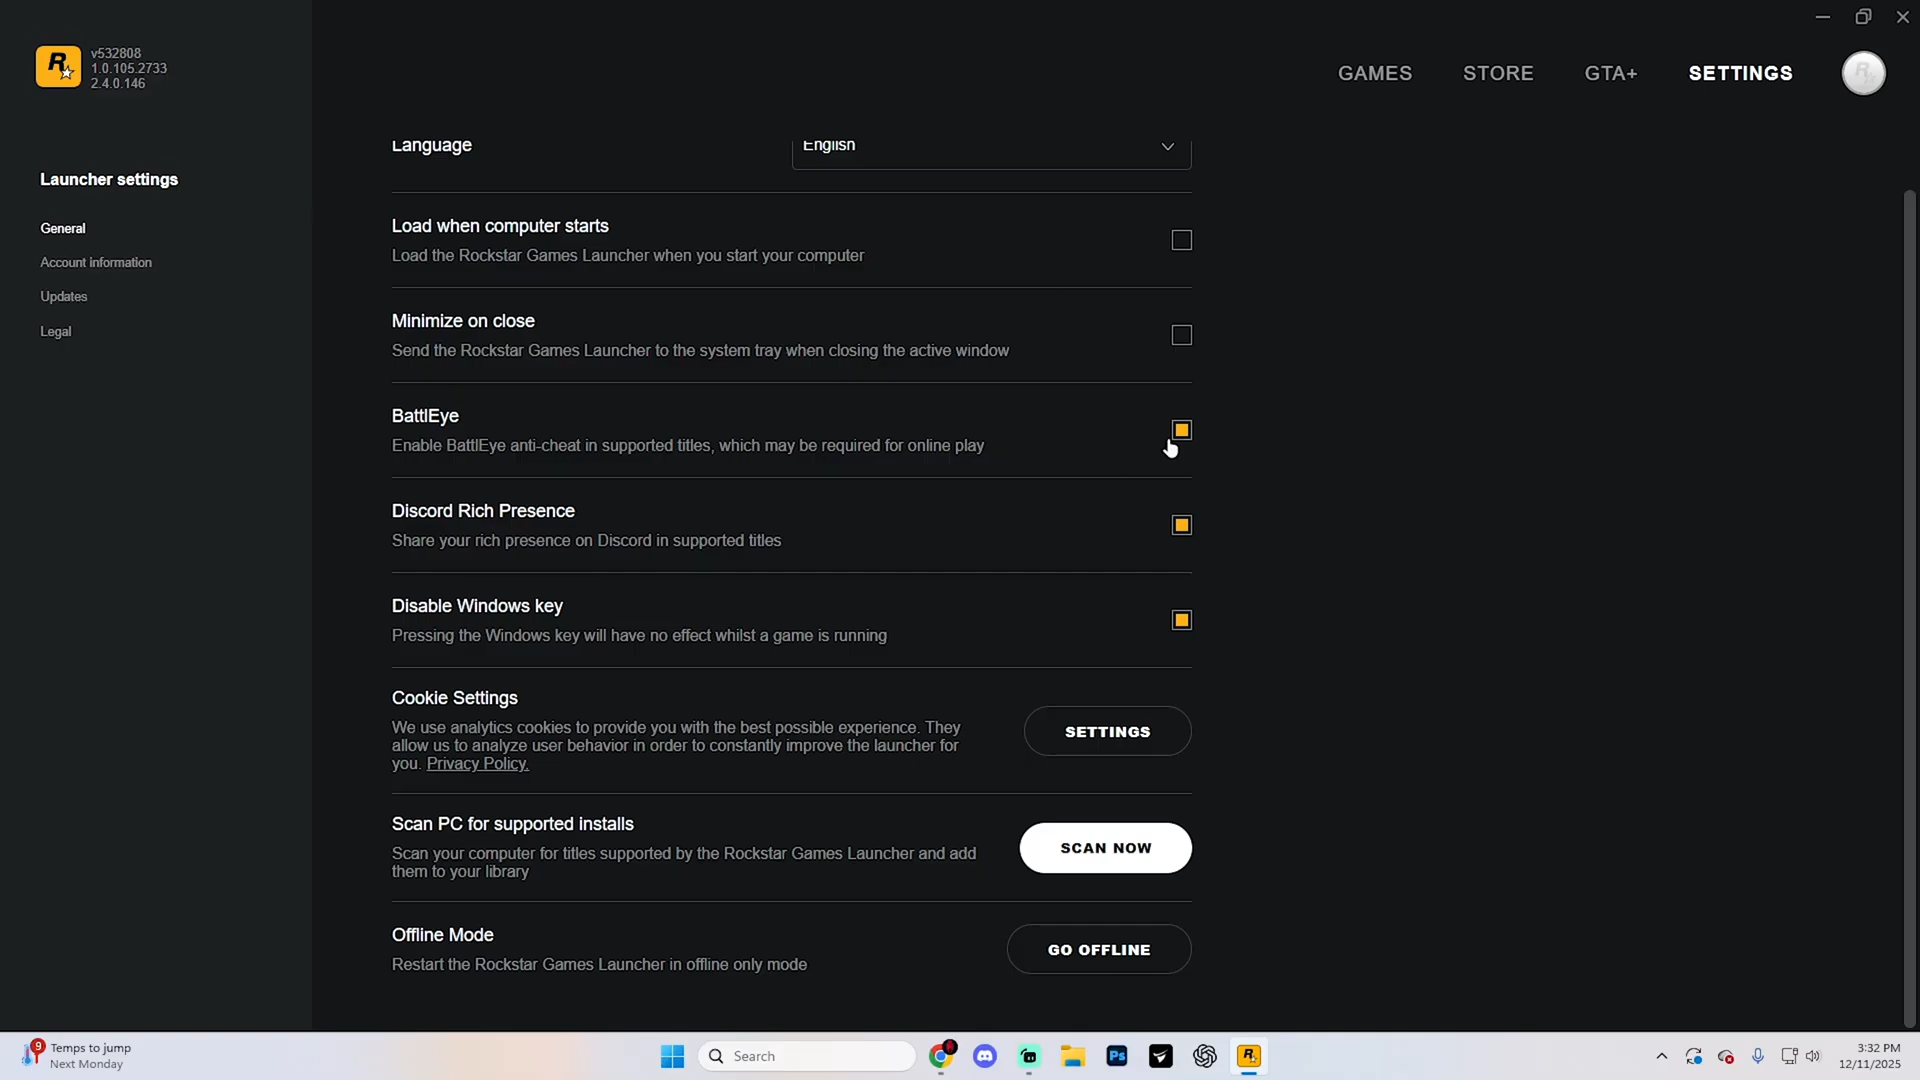 v532808
1.0.105.2733
2.4.0.146
GAMES
STORE
GTA+
SETTINGS
Launcher settings
General
Account information
Updates
Legal
Language
English
Load when computer starts
Load the Rockstar Games Launcher when you start your computer
Minimize on close
Send the Rockstar Games Launcher to the system tray when closing the active window
BattlEye
Enable BattlEye anti-cheat in supported titles, which may be required for online play
Discord Rich Presence
Share your rich presence on Discord in supported titles
Disable Windows key
Pressing the Windows key will have no effect whilst a game is running
Cookie Settings
We use analytics cookies to provide you with the best possible experience. They
allow us to analyze user behavior in order to constantly improve the launcher for
you. Privacy Policy.
SETTINGS
Scan PC for supported installs
Scan your computer for titles supported by the Rockstar Games Launcher and add
them to your library
SCAN NOW
Offline Mode
Restart the Rockstar Games Launcher in offline only mode
GO OFFLINE
9
Temps to jump
Next Monday
Search
Ps
3:32 PM
12/11/2025